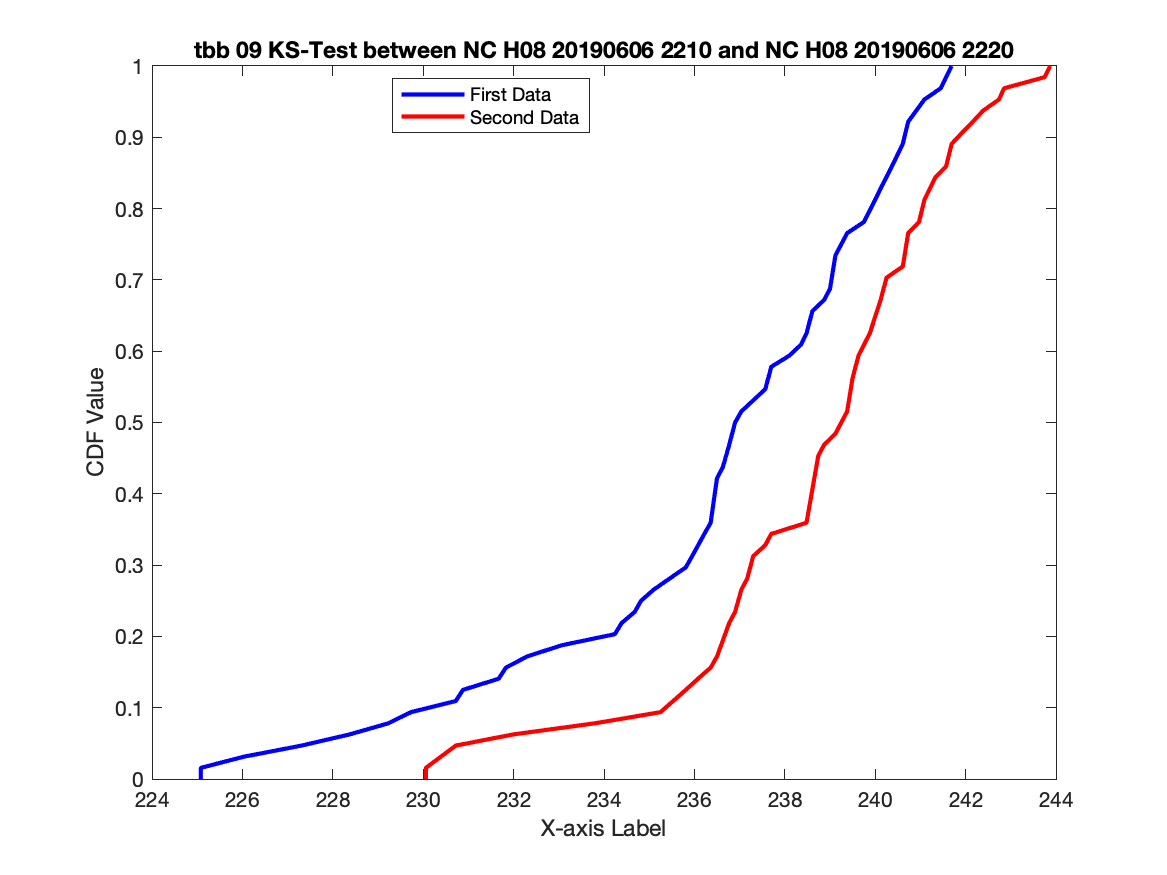 tbb 09 KS-Test between NC H08 20190606 2210 and NC H08 20190606 2220
First Data
Second Data
1
0.9
0.8
0.7
0.6
0.5
0.4
0.3
0.2
0.1
0
CDF Value
224 226 228 230 232 234 236 238 240 242 244
X-axis Label